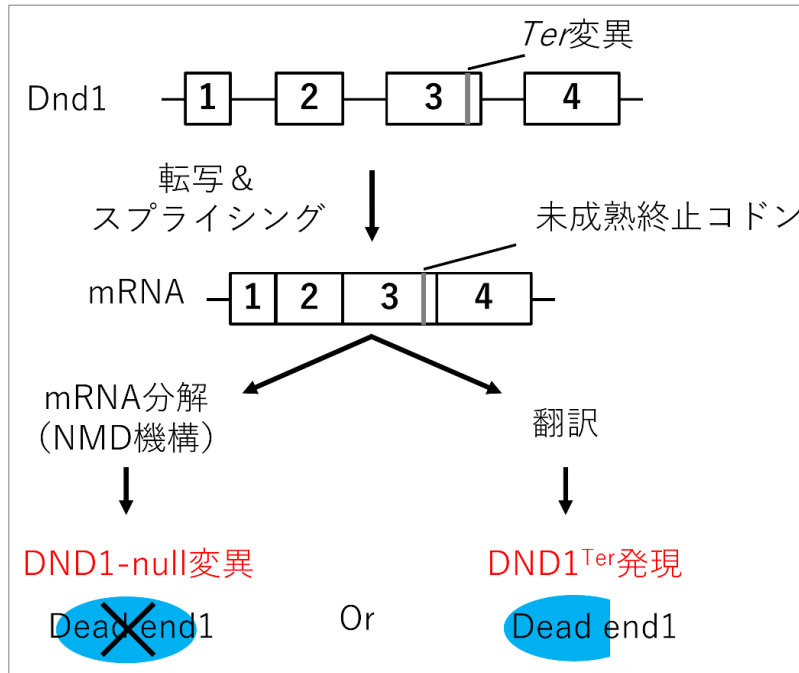 Ter変異
Dnd1
1 2 3 4
転写&
スプライシング
未成熟終止コドン
mRNA
1 2 3 4
mRNA分解
(NMD機構)
翻訳
DND1-null変異
DND1Ter発現
Dead end1
Or
Dead end1